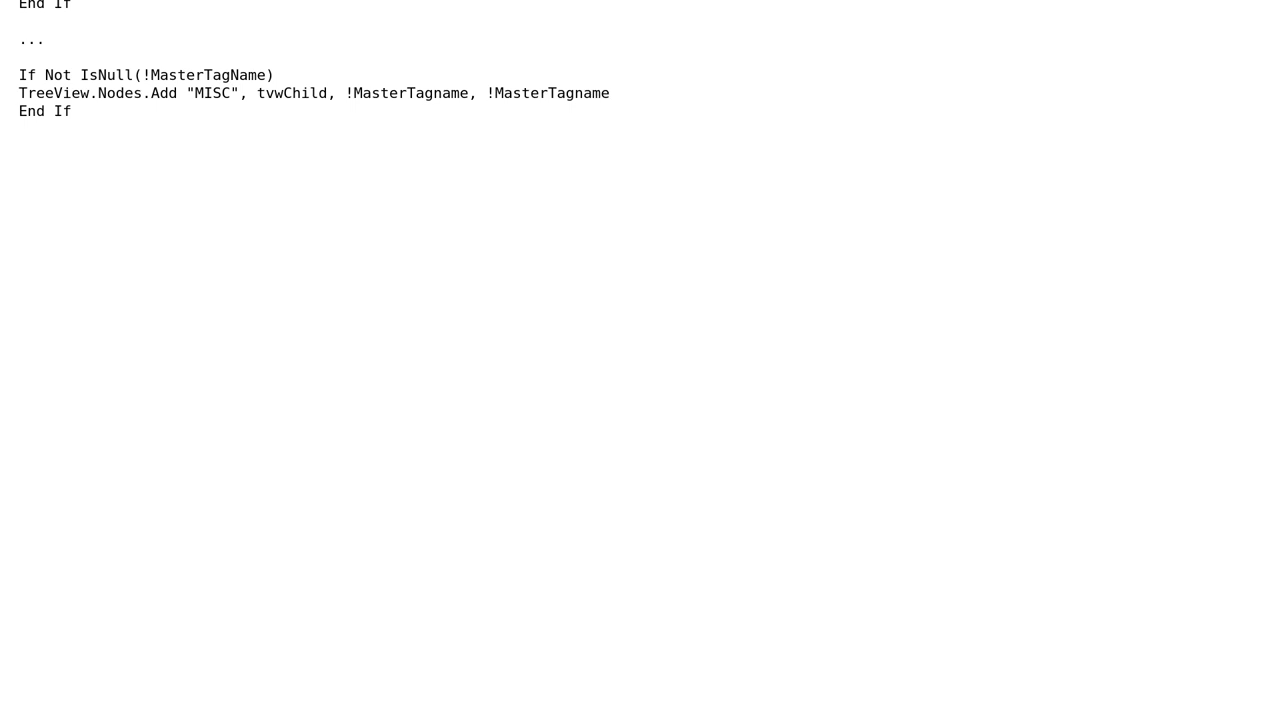 End If
...
If Not IsNull(!MasterTagName)
TreeView.Nodes.Add "MISC", tvwChild, !MasterTagname, !MasterTagname
End If